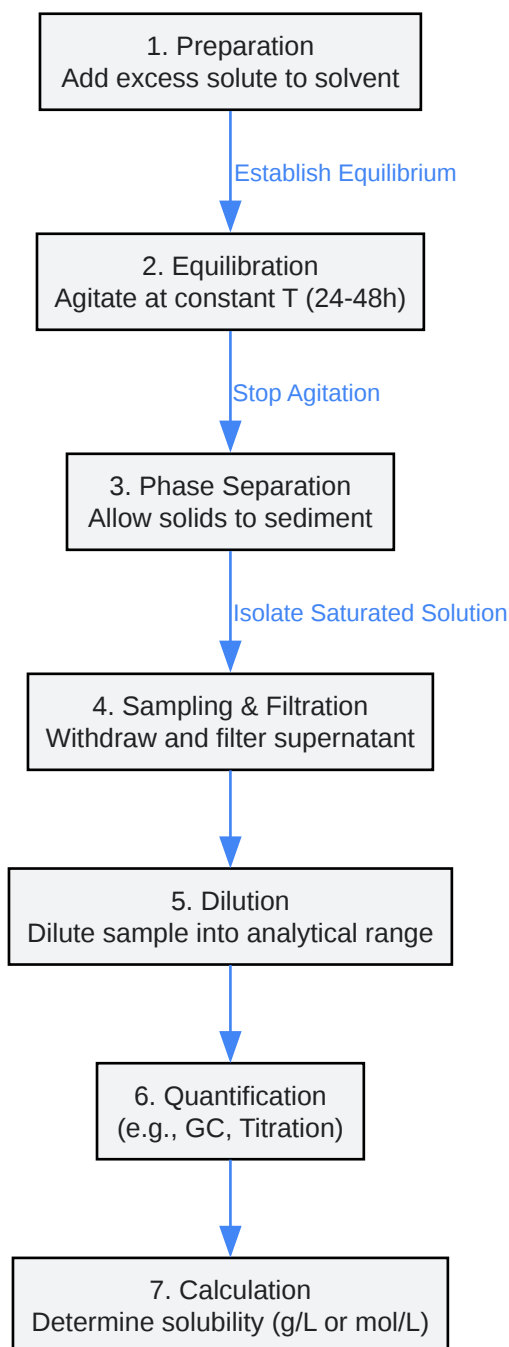 1. Preparation
Add excess solute to solvent
Establish Equilibrium
2. Equilibration
Agitate at constant T (24-48h)
Stop Agitation
3. Phase Separation
Allow solids to sediment
Isolate Saturated Solution
4. Sampling & Filtration
Withdraw and filter supernatant
5. Dilution
Dilute sample into analytical range
6. Quantification
(e.g., GC, Titration)
7. Calculation
Determine solubility (g/L or mol/L)